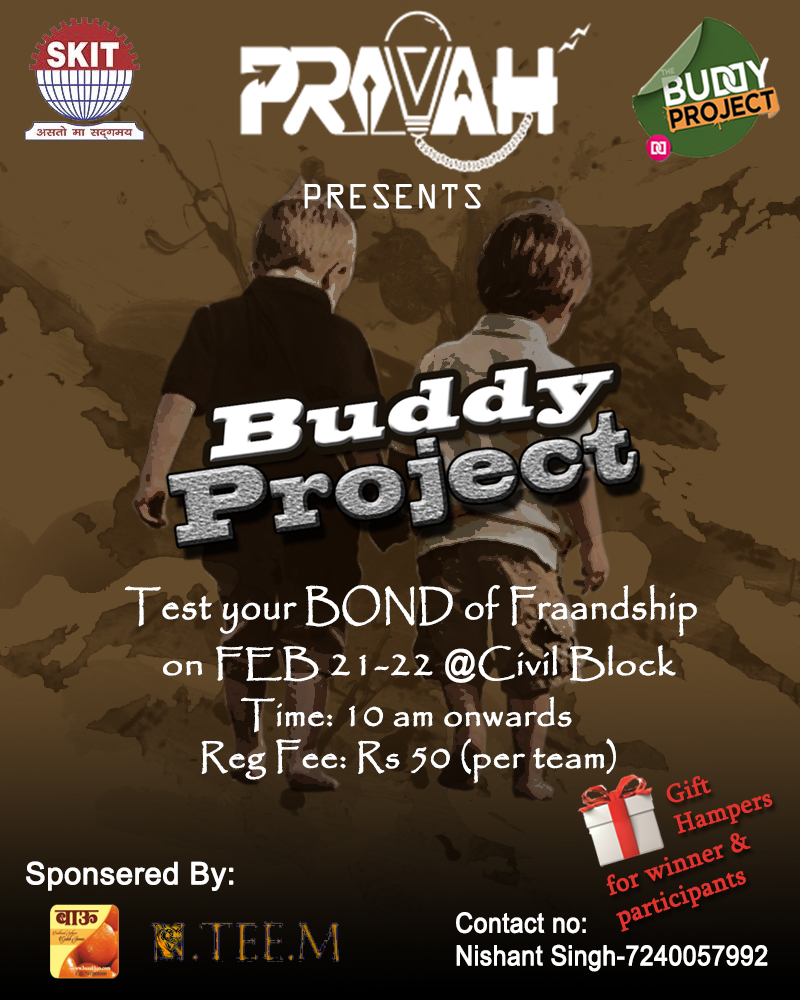 SKIT
असतो मा सद्गमय
PRAVAH
THE
BUDDY
PROJECT
PRESENTS
Buddy
Project
Test your BOND of Fraandship
on FEB 21-22 @Civil Block
Time: 10 am onwards
Reg Fee: Rs 50 (per team)
Gift
Hampers
for winner &
participants
Sponsered By:
बाऊ
N.TEE.M
Contact no:
Nishant Singh-7240057992